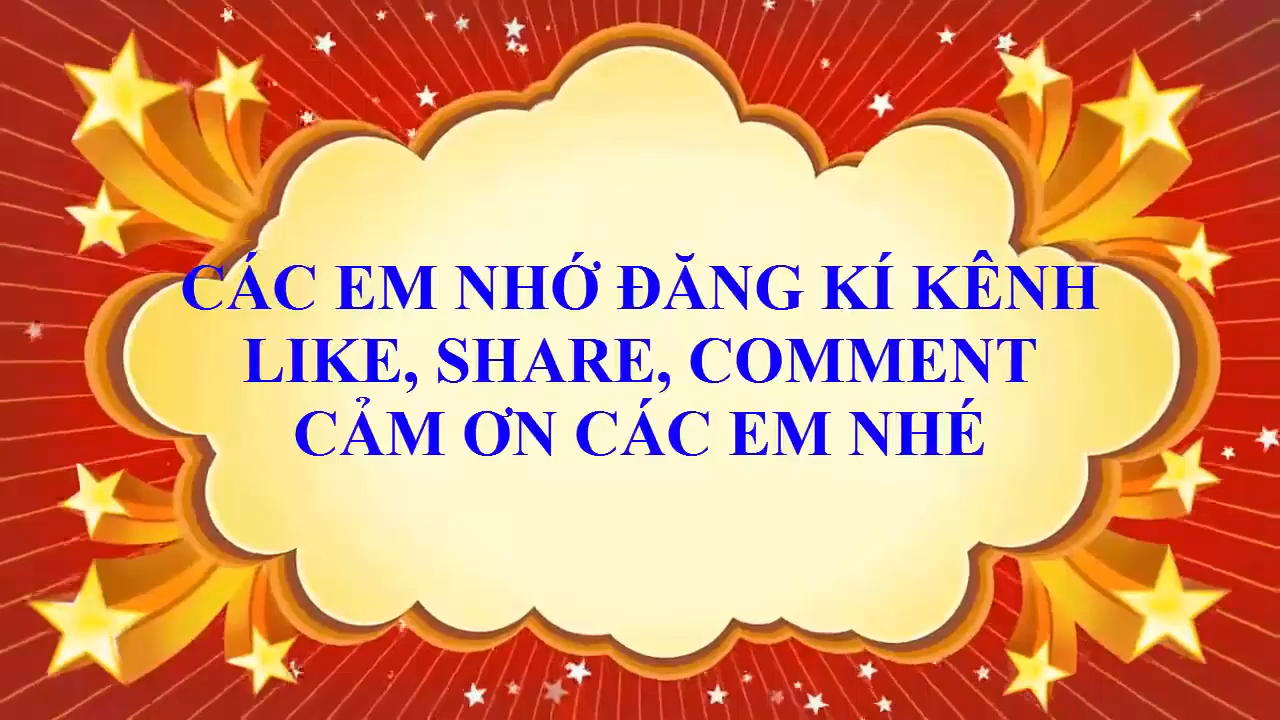 CÁC EM NHỚ ĐĂNG KÍ KÊNH
LIKE, SHARE, COMMENT
CẢM ƠN CÁC EM NHÉ